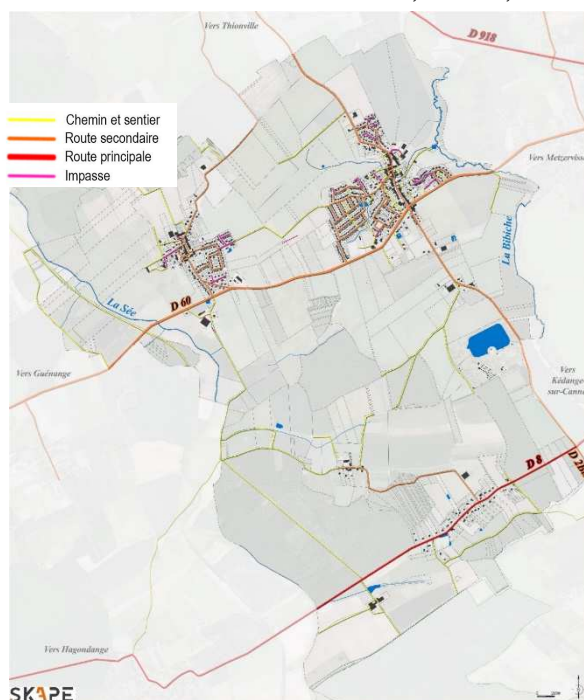 Vers Thionville
D 918
Chemin et sentier
Route secondaire
Route principale
Impasse
Vers Metzervisse
La Bibiche
La Sée
D 60
Vers Guénange
Vers
Kédange-
sur-Canner
D 8
Vers Hagondange
SKAPE